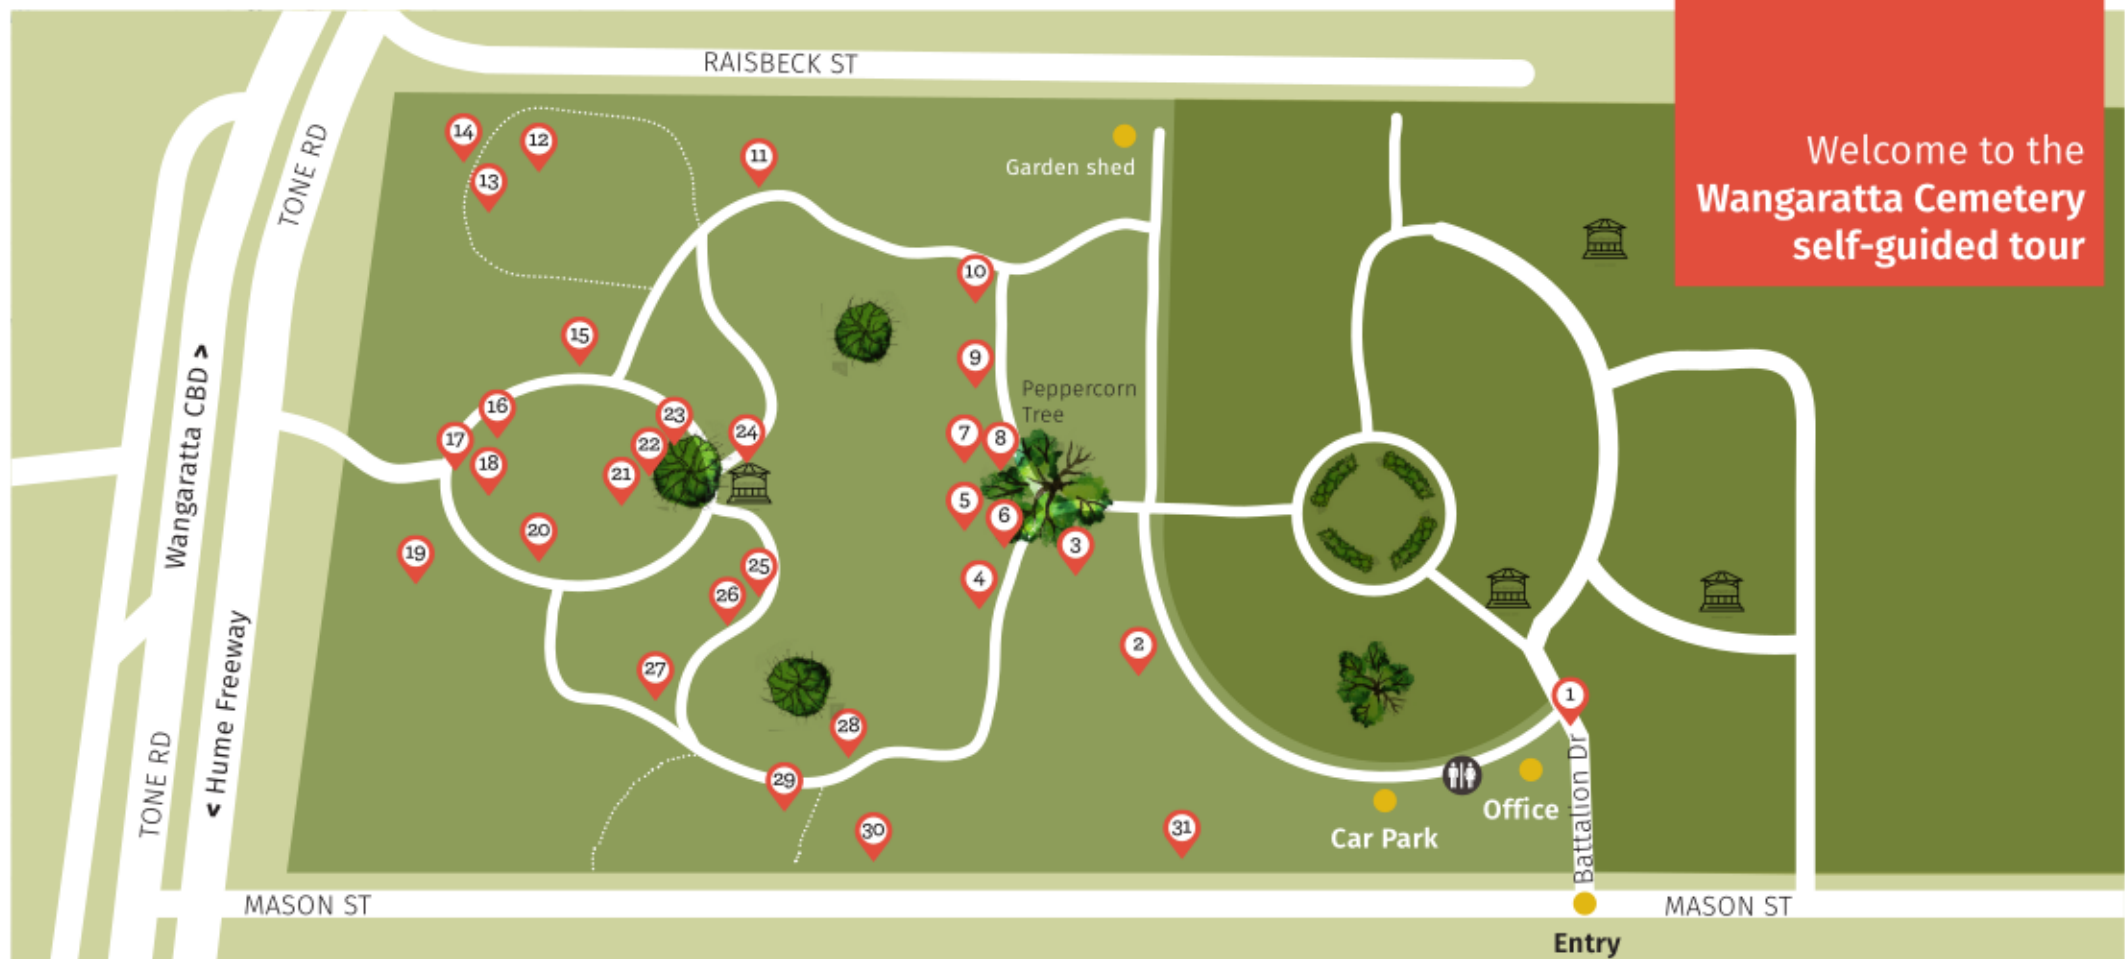 RAISBECK ST
Welcome to the
Wangaratta Cemetery
self-guided tour
TONE RD
Wangaratta CBD >
< Hume Freeway
TONE RD
14
12
13
11
Garden shed
10
15
9
Peppercorn
Tree
16
23
17
22
24
7
8
18
21
5
6
20
19
3
25
4
26
2
27
1
28
29
30
31
Car Park
Office
Battalion Dr
MASON ST
MASON ST
Entry